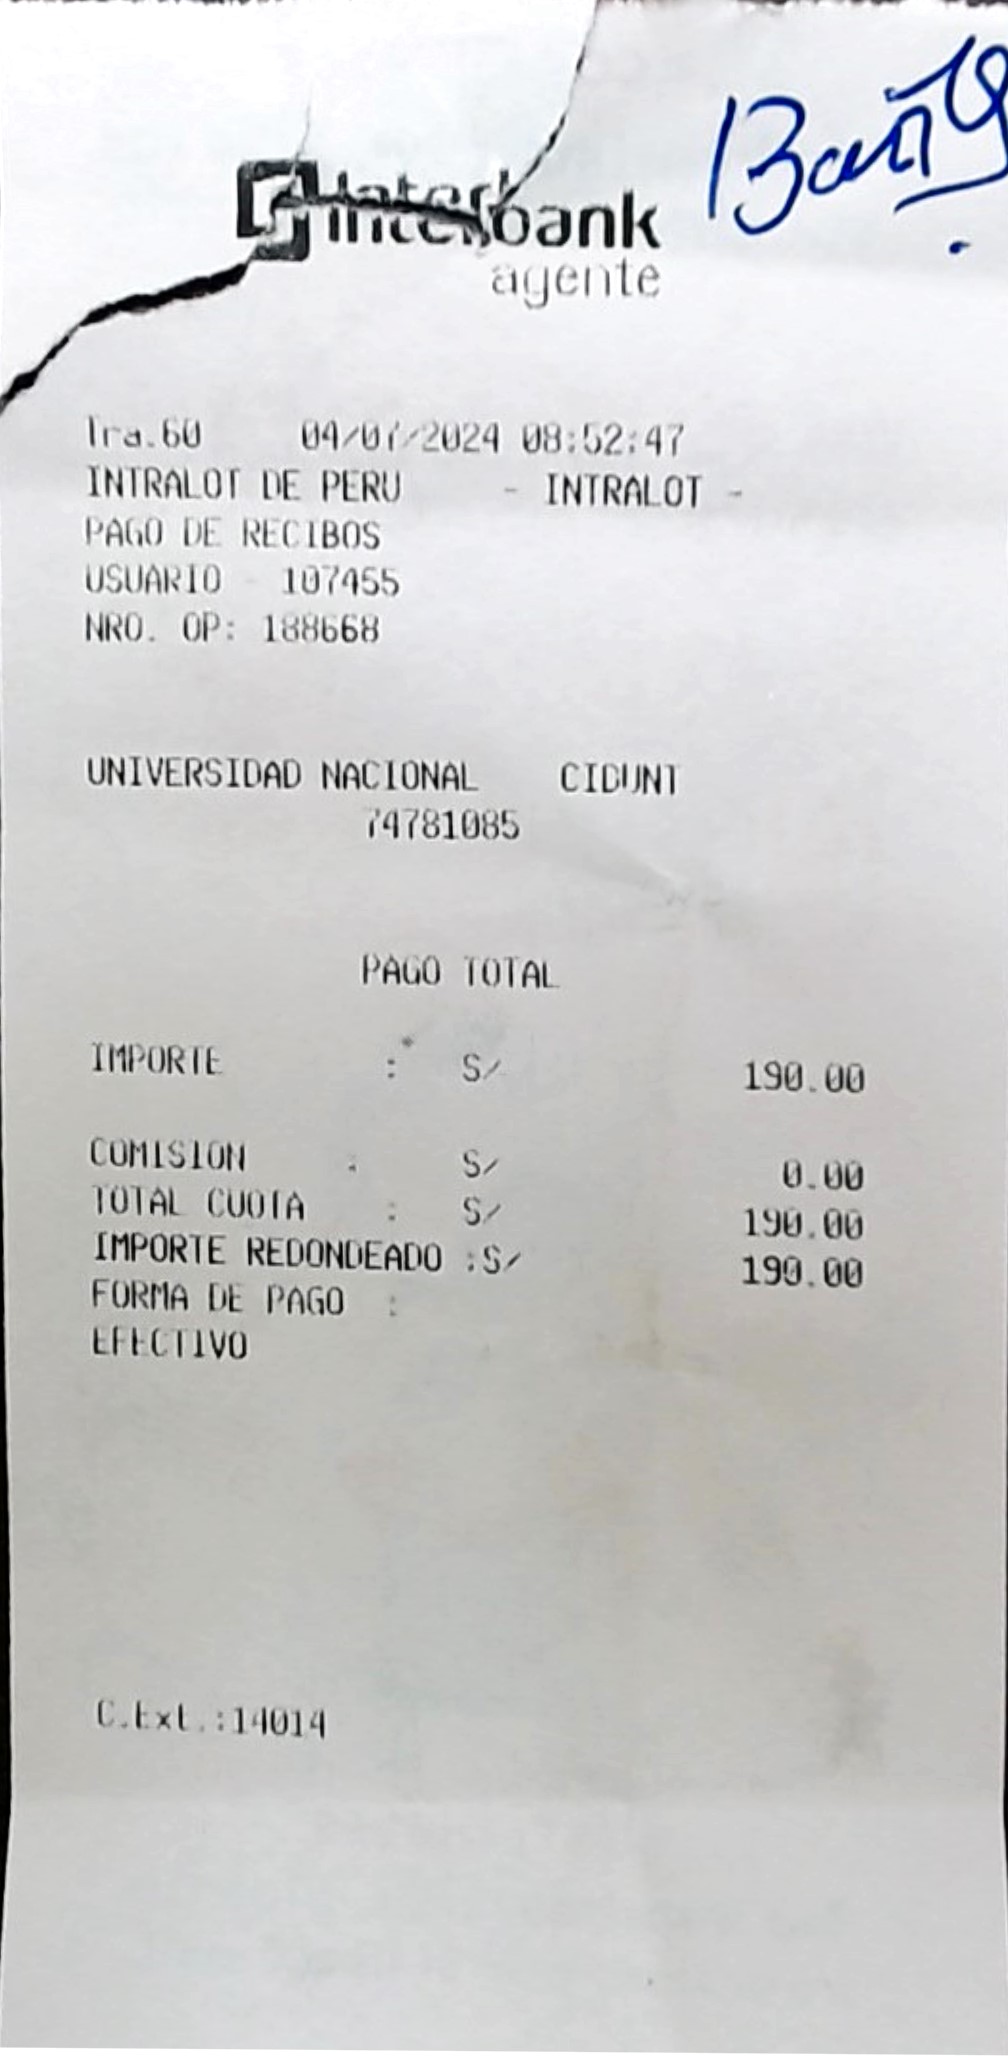 Interbank
agente
Tra.60 04/07/2024 08:52:47
INTRALOT DE PERU - INTRALOT -
PAGO DE RECIBOS
USUARIO - 107455
NRO. OP: 188668
UNIVERSIDAD NACIONAL CIDUNT
74781085
PAGO TOTAL
IMPORTE : S/ 190.00
COMISION : S/ 0.00
TOTAL CUOTA : S/ 190.00
IMPORTE REDONDEADO :S/ 190.00
FORMA DE PAGO :
EFECTIVO
C.Ext.:14014